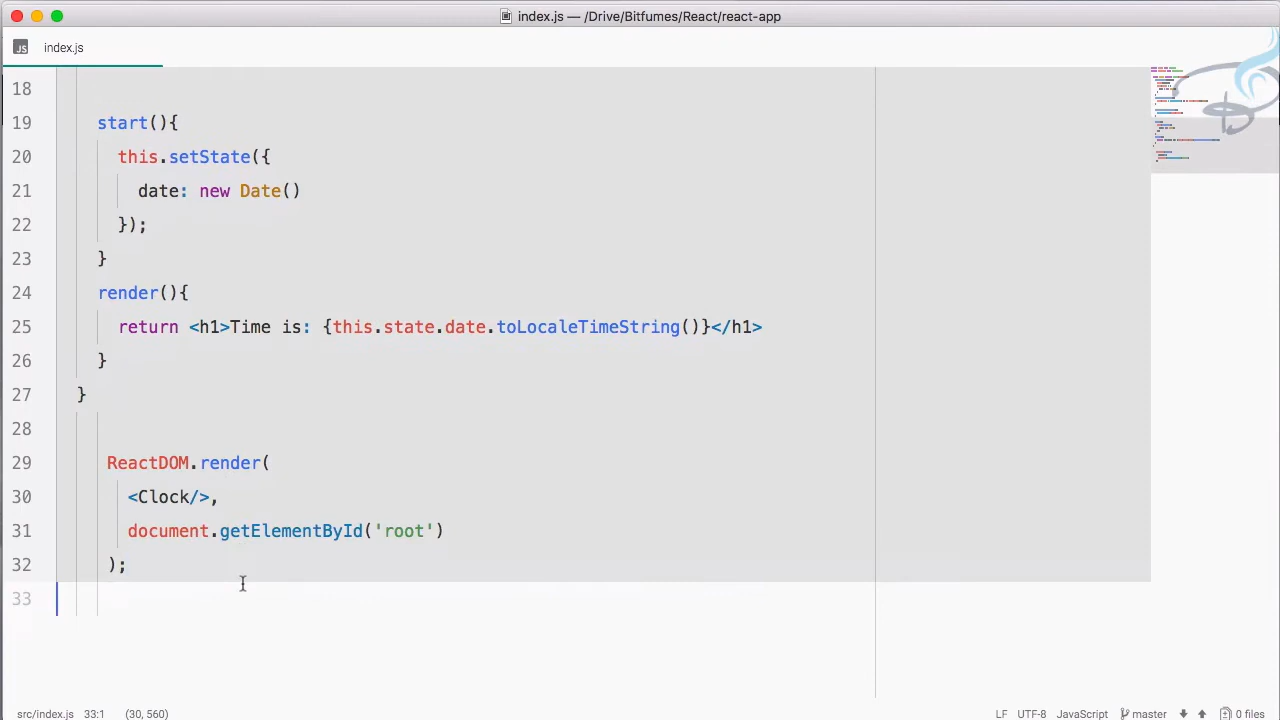 index.js — /Drive/Bitfumes/React/react-app
JS index.js
18
19 start(){
20 this.setState({
21 date: new Date()
22 });
23 }
24 render(){
25 return <h1>Time is: {this.state.date.toLocaleTimeString()}</h1>
26 }
27 }
28
29 ReactDOM.render(
30 <Clock/>,
31 document.getElementById('root')
32 );
33
src/index.js 33:1 (30, 560) LF UTF-8 JavaScript master 0 files